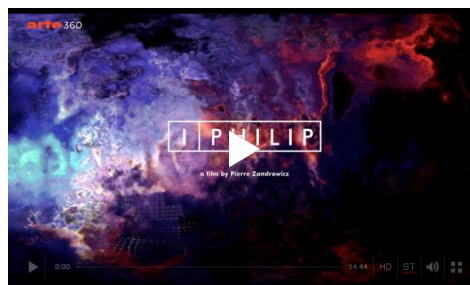 arte 360
I PHILIP
a film by Pierre Zandrowicz
0:00 14:44 HD ST